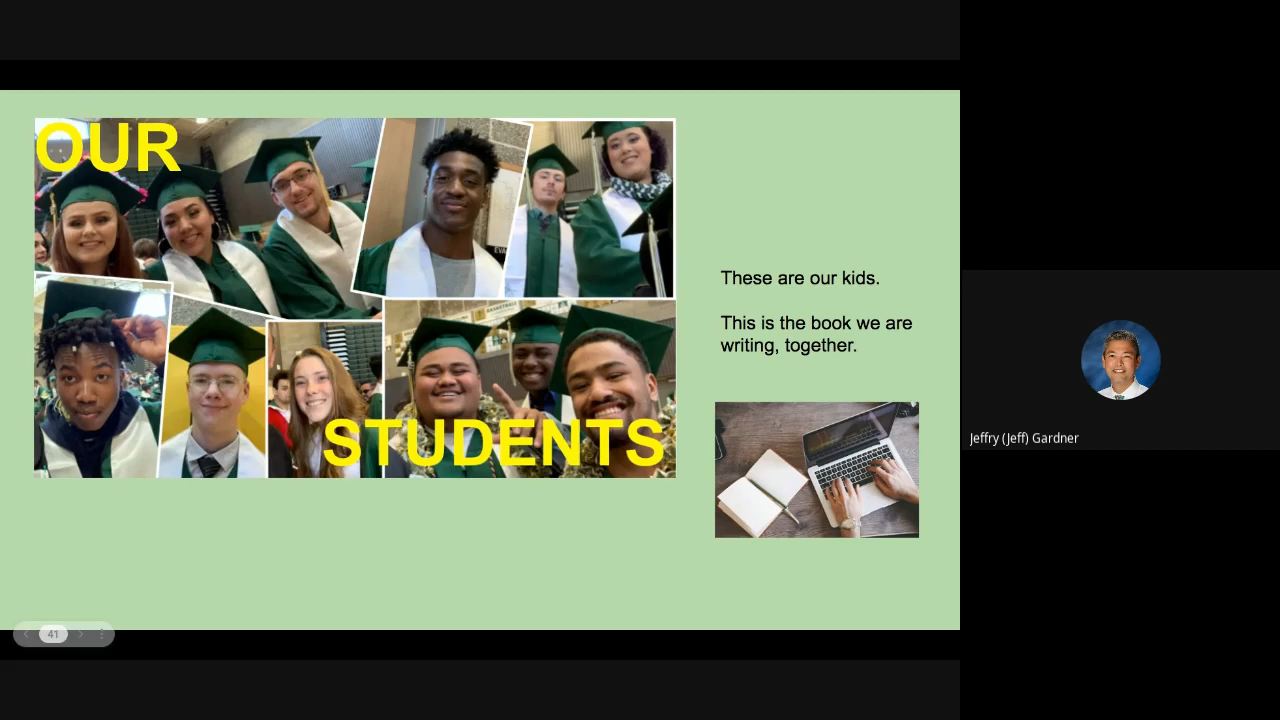 OUR
STUDENTS
These are our kids.
This is the book we are
writing, together.
Jeffry (Jeff) Gardner
41